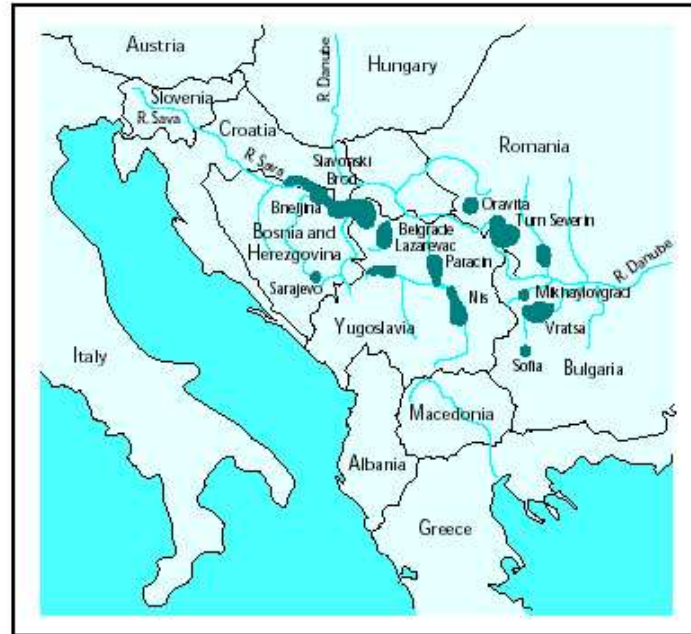 Austria
Hungary
R. Danube
Slovenia
R. Sava
Croatia
R. Sava
Slavonski
Brod
Romania
Oravita
Bneljina
Turn Severin
Bosnia and
Herezgovina
Belgrade
Lazarevac
Paracin
R. Danube
Sarajevo
Nis
Mikhaylovgrad
Vratsa
Yugoslavia
Italy
Sofia
Bulgaria
Macedonia
Albania
Greece